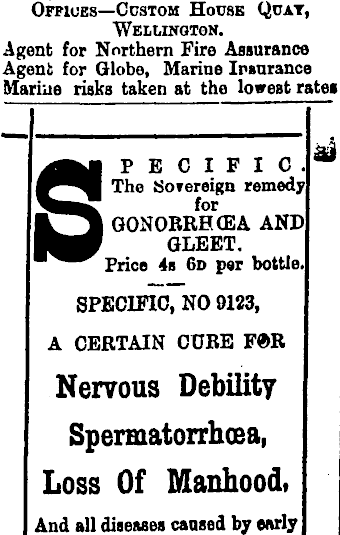 OFFICES—CUSTOM HOUSE QUAY,
WELLINGTON.
Agent for Northern Fire Assurance
Agent for Globe, Marine Insurance
Marine risks taken at the lowest rates
SPECIFIC.
The Sovereign remedy
for
GONORRHŒA AND
GLEET.
Price 4s 6D per bottle.
SPECIFIC, NO 9123,
A CERTAIN CURE FOR
Nervous Debility
Spermatorrhœa,
Loss Of Manhood,
And all diseases caused by early